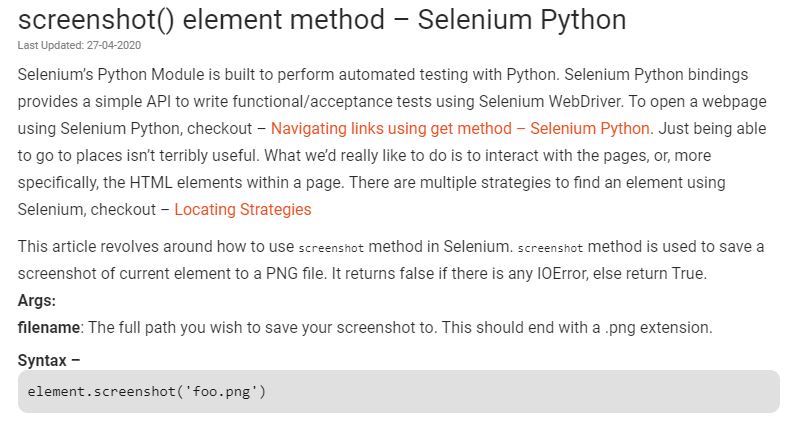 screenshot() element method – Selenium Python
Last Updated: 27-04-2020
Selenium’s Python Module is built to perform automated testing with Python. Selenium Python bindings
provides a simple API to write functional/acceptance tests using Selenium WebDriver. To open a webpage
using Selenium Python, checkout – Navigating links using get method – Selenium Python. Just being able
to go to places isn’t terribly useful. What we’d really like to do is to interact with the pages, or, more
specifically, the HTML elements within a page. There are multiple strategies to find an element using
Selenium, checkout – Locating Strategies
This article revolves around how to use screenshot method in Selenium. screenshot method is used to save a
screenshot of current element to a PNG file. It returns false if there is any IOError, else return True.
Args:
filename: The full path you wish to save your screenshot to. This should end with a .png extension.
Syntax –
element.screenshot('foo.png')